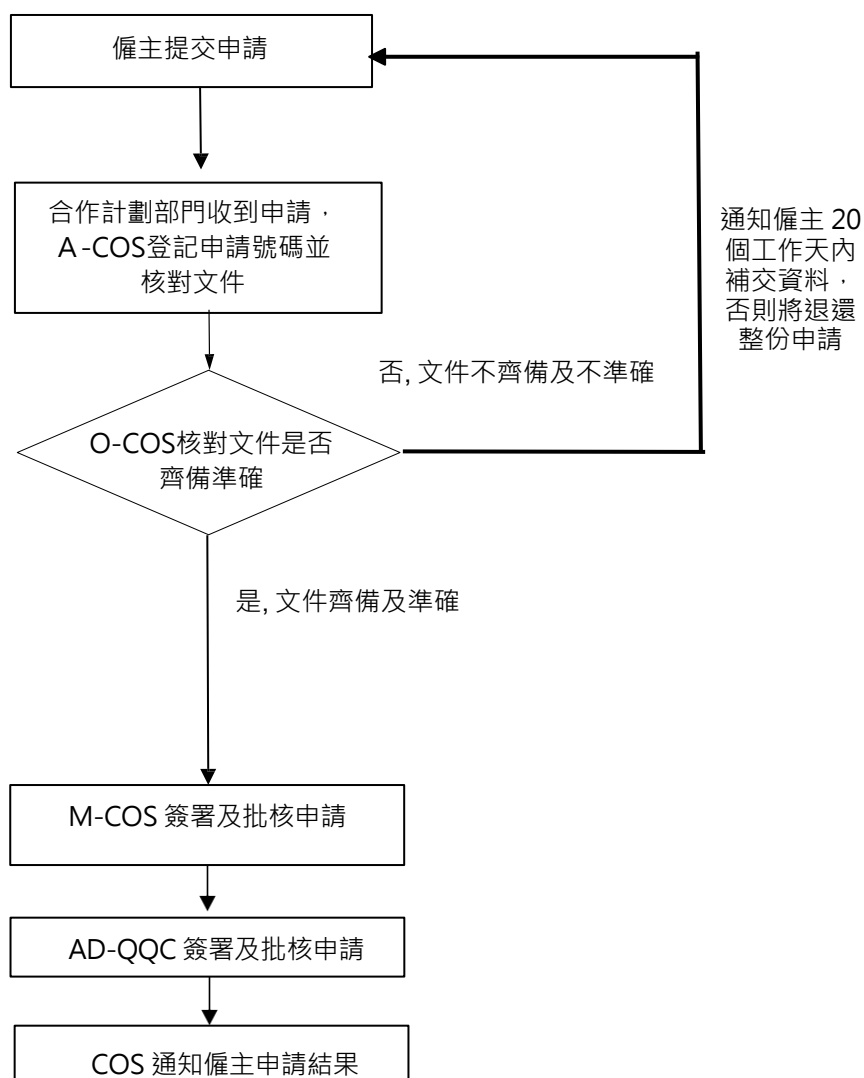 僱主提交申請
合作計劃部門收到申請，
A-COS登記申請號碼並
核對文件
通知僱主 20
個工作天內
補交資料，
否則將退還
整份申請
否, 文件不齊備及不準確
O-COS核對文件是否
齊備準確
是, 文件齊備及準確
M-COS 簽署及批核申請
AD-QQC 簽署及批核申請
COS 通知僱主申請結果